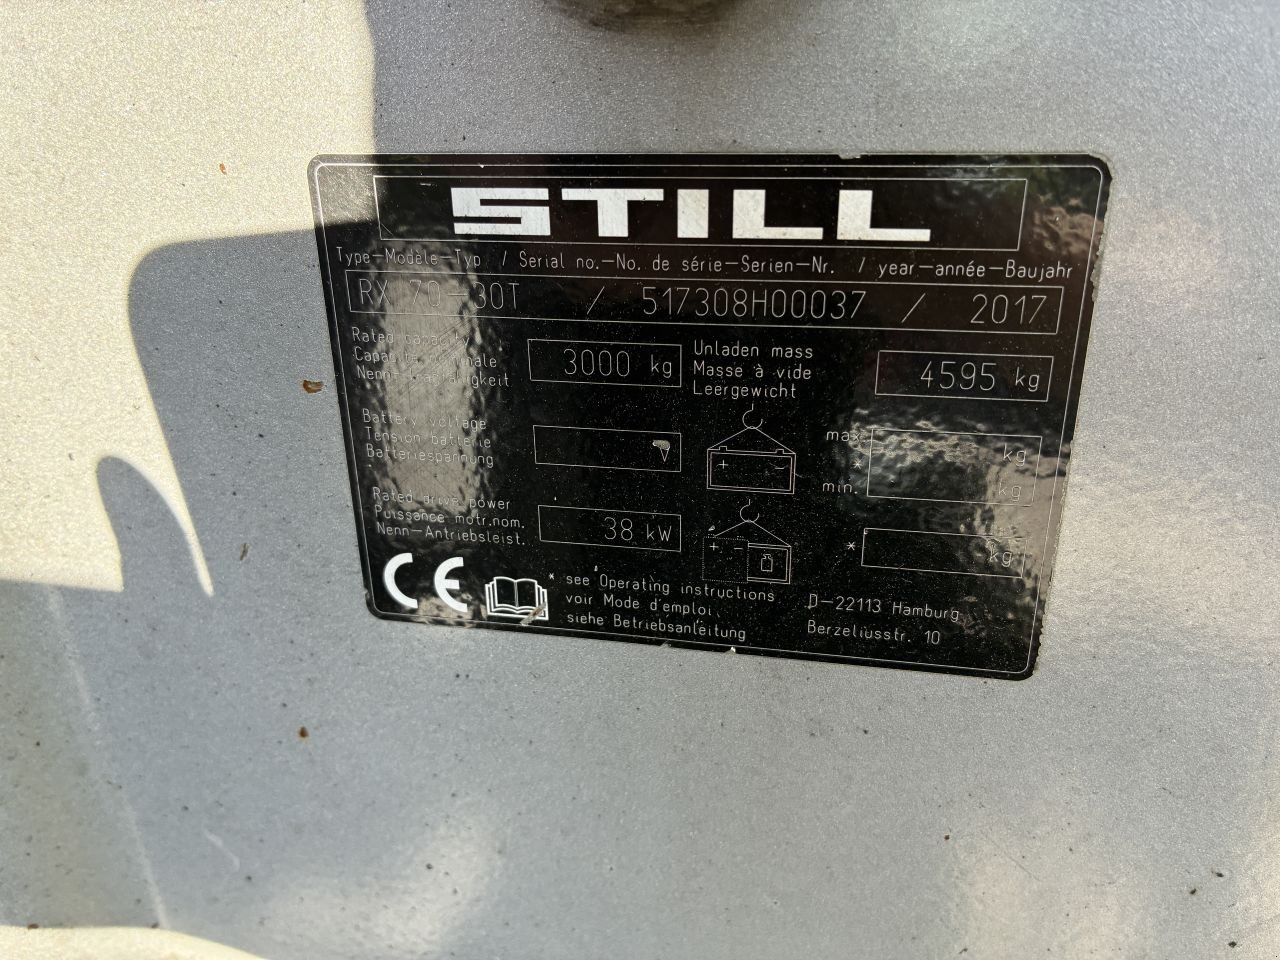 STILL
Type-Modèle-Typ / Serial no.-No. de série-Serien-Nr. / year-année-Baujahr
RX 70-30T / 517308H00037 / 2017
Rated capacity
Capacité nominale
Nenn-Tragfähigkeit
3000 kg
Unladen mass
Masse à vide
Leergewicht
4595 kg
Battery voltage
Tension batterie
Batteriespannung
V
+ -
max.
*
min.
kg
kg
Rated drive power
Puissance motr.nom.
Nenn-Antriebsleist.
38 kW
+ -
*
kg
CE
* see Operating instructions
voir Mode d'emploi
siehe Betriebsanleitung
D-22113 Hamburg
Berzeliusstr. 10